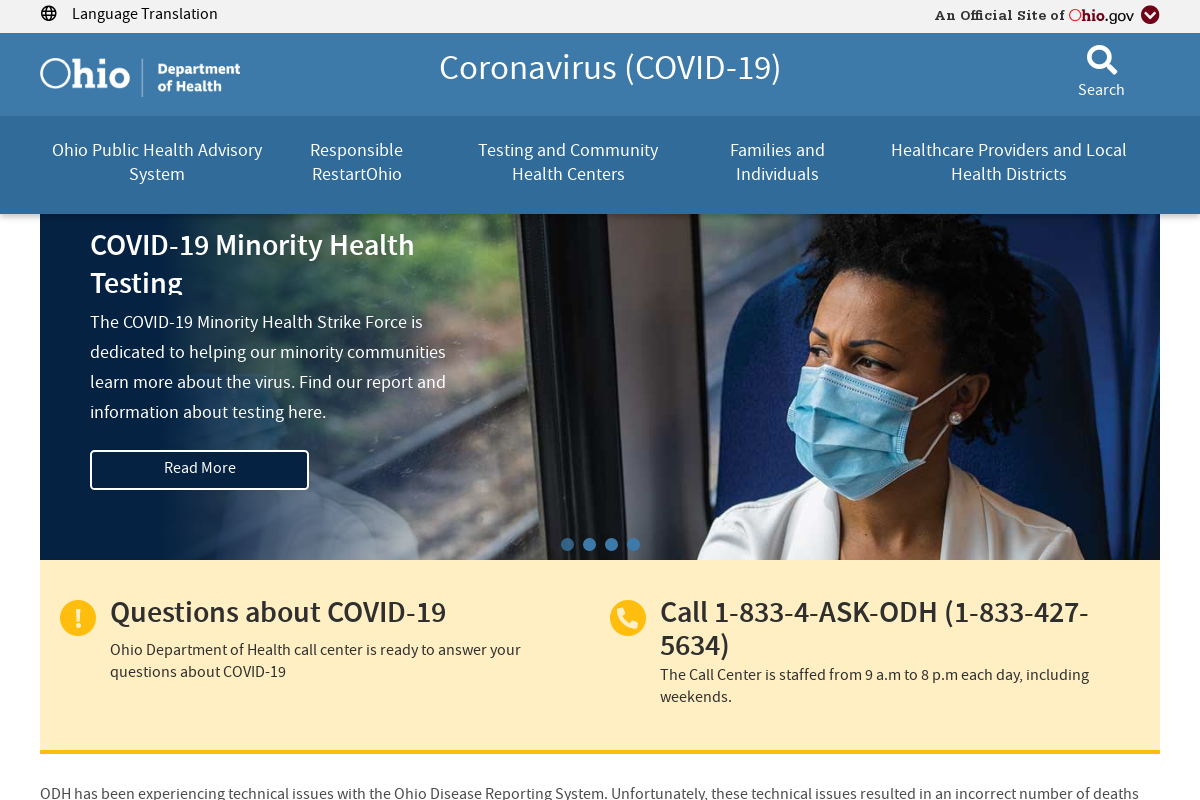 Language Translation
An Official Site of Ohio.gov
Ohio Department
of Health
Coronavirus (COVID-19)
Search
Ohio Public Health Advisory
System
Responsible
RestartOhio
Testing and Community
Health Centers
Families and
Individuals
Healthcare Providers and Local
Health Districts
COVID-19 Minority Health
Testing
The COVID-19 Minority Health Strike Force is
dedicated to helping our minority communities
learn more about the virus. Find our report and
information about testing here.
Read More
Questions about COVID-19
Ohio Department of Health call center is ready to answer your
questions about COVID-19
Call 1-833-4-ASK-ODH (1-833-427-
5634)
The Call Center is staffed from 9 a.m to 8 p.m each day, including
weekends.
ODH has been experiencing technical issues with the Ohio Disease Reporting System. Unfortunately, these technical issues resulted in an incorrect number of deaths